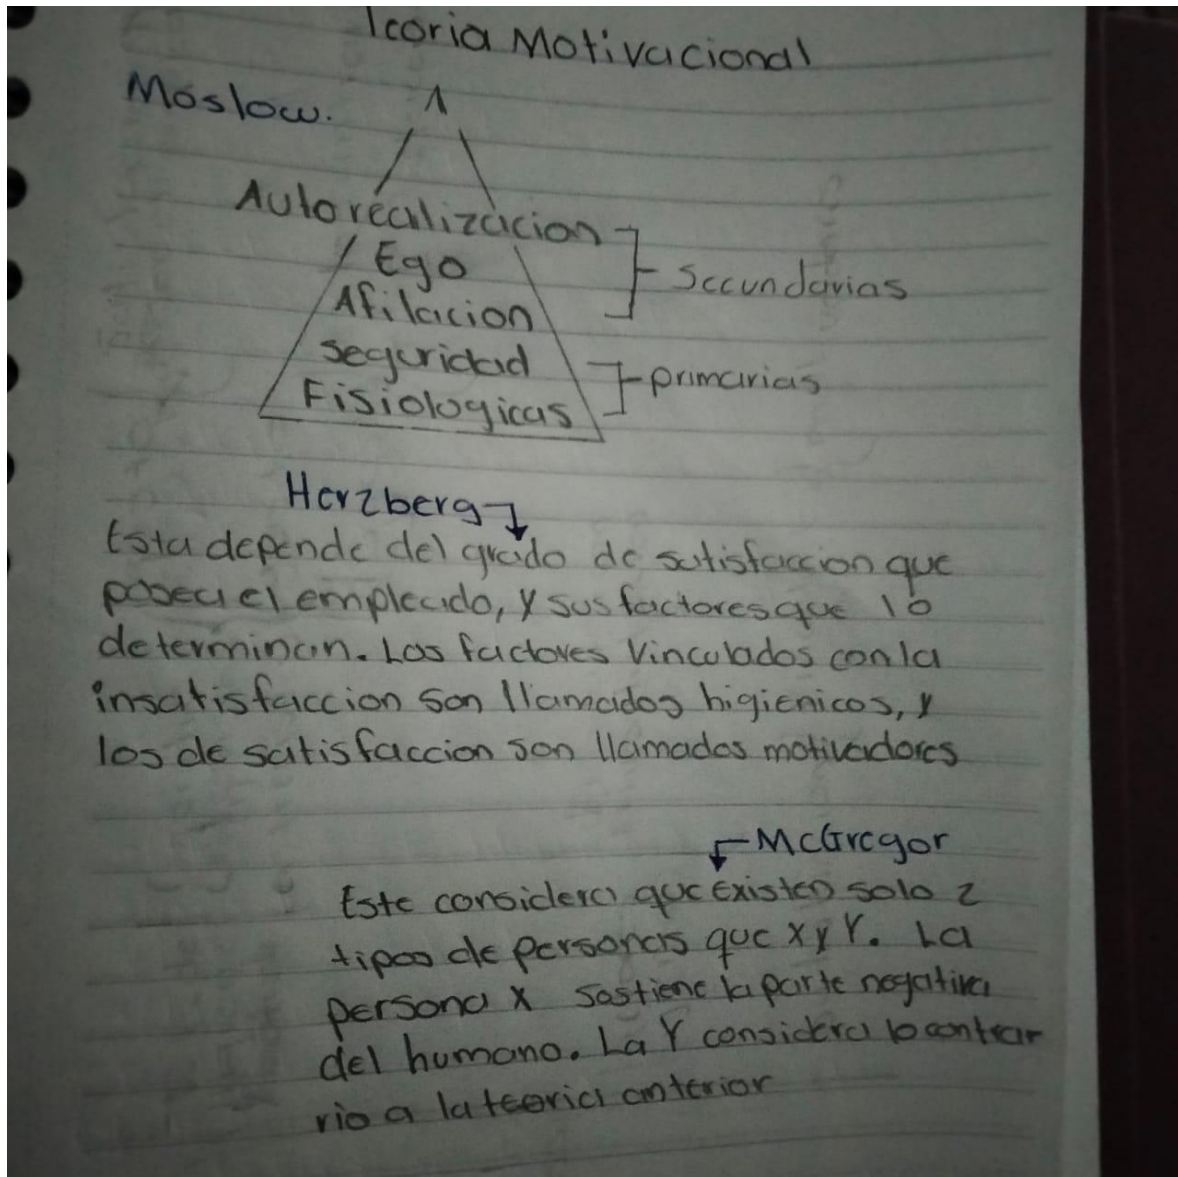 Teoria Motivacional
Moslow.
Autorealizacion
Ego
Afilacion
Secundarias
seguridad
primarias
Fisiologicas
Herzberg
Esta depende del grado de satisfaccion que
posea el empleado, y sus factores que lo
determinan. Los factores vinculados con la
insatisfaccion son llamados higienicos, y
los de satisfaccion son llamados motivadores
McGregor
Este considera que existen solo 2
tipos de personas que X y Y. La
persona X sostiene la parte negativa
del humano. La Y considera lo contrar
rio a la teoria anterior